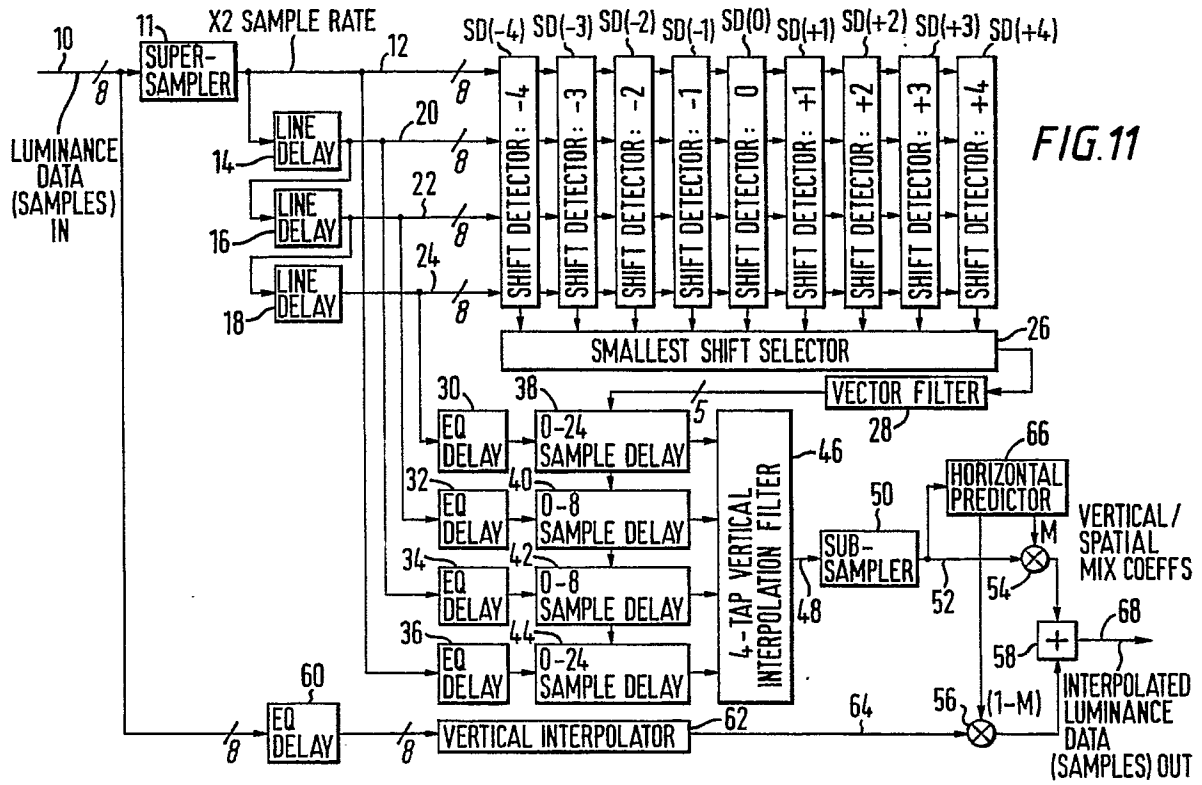 10
11
X2 SAMPLE RATE
12
SD(-4)
SD(-3)
SD(-2)
SD(-1)
SD(0)
SD(+1)
SD(+2)
SD(+3)
SD(+4)
SUPER-
SAMPLER
8
8
LUMINANCE
DATA
(SAMPLES)
IN
LINE
DELAY
14
20
8
LINE
DELAY
16
22
8
LINE
DELAY
18
24
8
SHIFT DETECTOR: -4
SHIFT DETECTOR: -3
SHIFT DETECTOR: -2
SHIFT DETECTOR: -1
SHIFT DETECTOR: 0
SHIFT DETECTOR: +1
SHIFT DETECTOR: +2
SHIFT DETECTOR: +3
SHIFT DETECTOR: +4
FIG.11
SMALLEST SHIFT SELECTOR
26
VECTOR FILTER
28
5
30
EQ
DELAY
38
0-24
SAMPLE DELAY
32
EQ
DELAY
40
0-8
SAMPLE DELAY
34
EQ
DELAY
42
0-8
SAMPLE DELAY
36
EQ
DELAY
44
0-24
SAMPLE DELAY
4-TAP VERTICAL
INTERPOLATION FILTER
46
48
50
SUB-
SAMPLER
52
66
HORIZONTAL
PREDICTOR
M
54
VERTICAL/
SPATIAL
MIX COEFFS
58
+
68
60
8
EQ
DELAY
8
VERTICAL INTERPOLATOR
62
64
56
(1-M)
INTERPOLATED
LUMINANCE
DATA
(SAMPLES) OUT